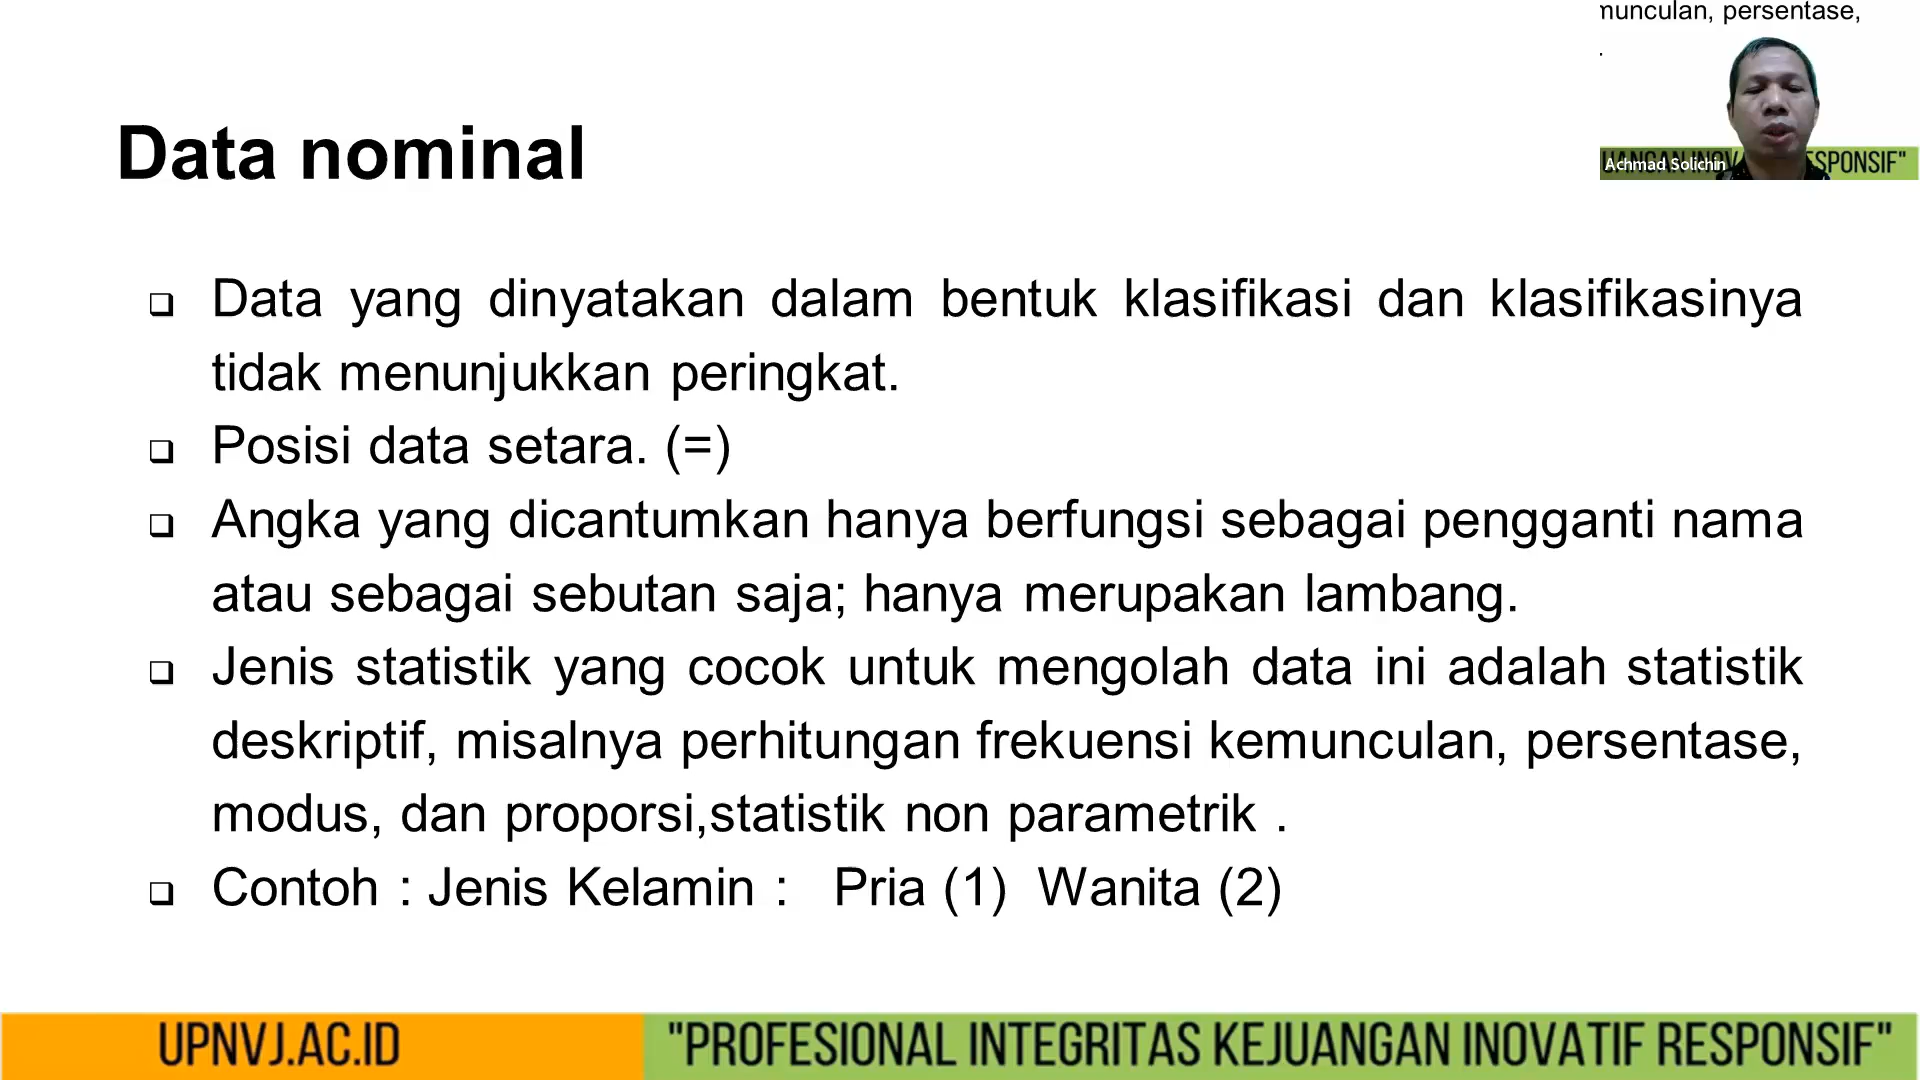 munculan, persentase,
Data nominal
Achmad Solichin
SPONSIF"
❑ Data yang dinyatakan dalam bentuk klasifikasi dan klasifikasinya
tidak menunjukkan peringkat.
❑ Posisi data setara. (=)
❑ Angka yang dicantumkan hanya berfungsi sebagai pengganti nama
atau sebagai sebutan saja; hanya merupakan lambang.
❑ Jenis statistik yang cocok untuk mengolah data ini adalah statistik
deskriptif, misalnya perhitungan frekuensi kemunculan, persentase,
modus, dan proporsi,statistik non parametrik .
❑ Contoh : Jenis Kelamin : Pria (1) Wanita (2)
UPNVJ.AC.ID
"PROFESIONAL INTEGRITAS KEJUANGAN INOVATIF RESPONSIF"